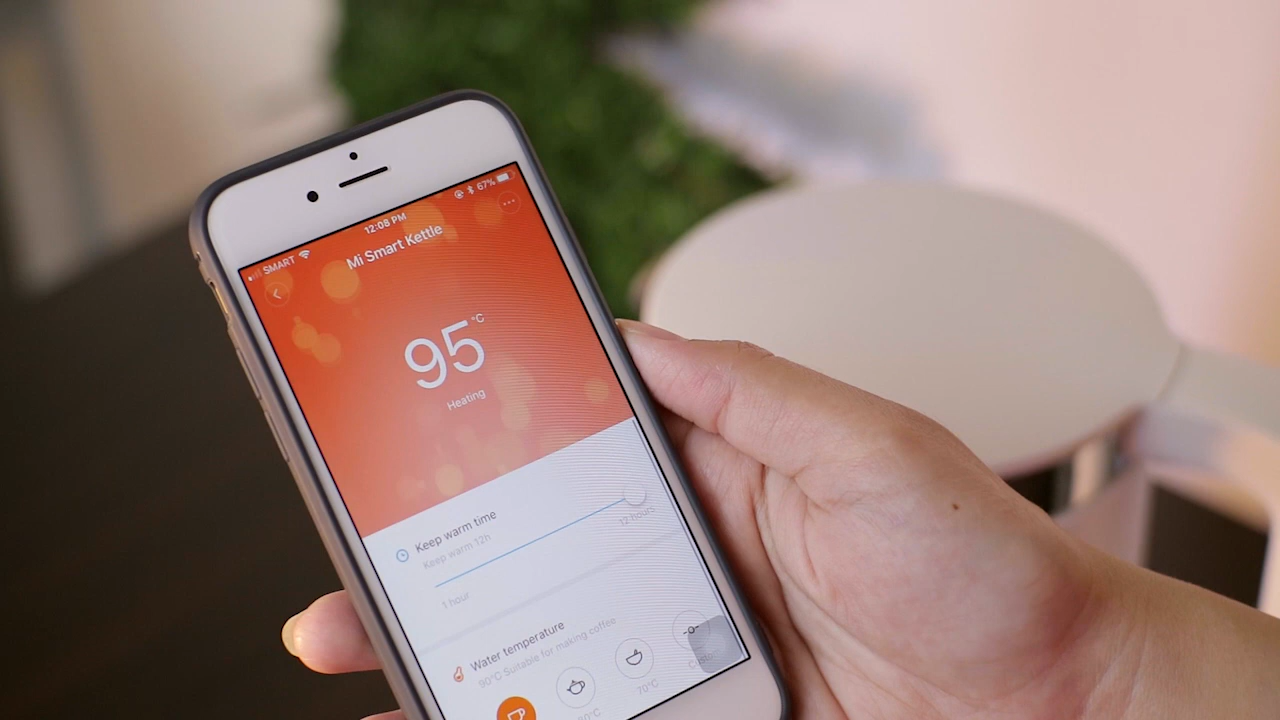 SMART 12:08 PM 67%
Mi Smart Kettle
95°C
Heating
Keep warm time
Keep warm 12h
1 hour
12 hours
Water temperature
90°C Suitable for making coffee
70°C